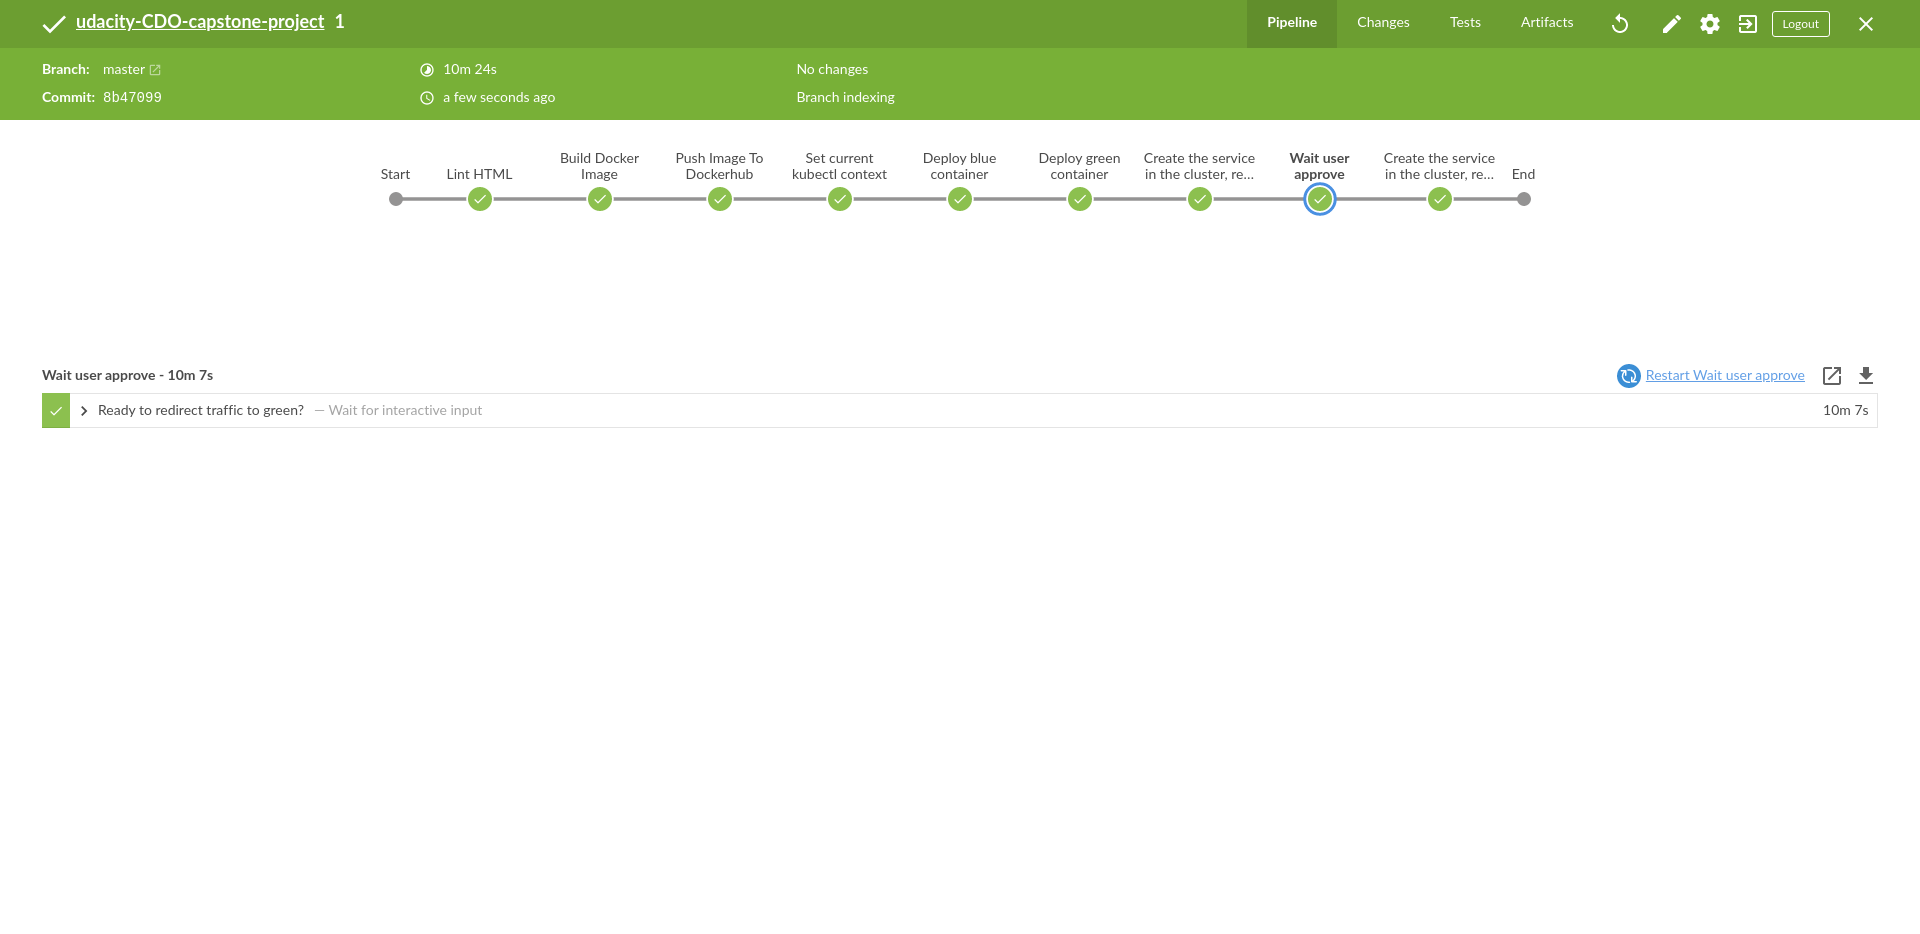 udacity-CDO-capstone-project 1
Pipeline Changes Tests Artifacts Logout
Branch: master 10m 24s No changes
Commit: 8b47099 a few seconds ago Branch indexing
Start
Lint HTML
Build Docker
Image
Push Image To
Dockerhub
Set current
kubectl context
Deploy blue
container
Deploy green
container
Create the service
in the cluster, re...
Wait user
approve
Create the service
in the cluster, re...
End
Wait user approve - 10m 7s Restart Wait user approve
Ready to redirect traffic to green? — Wait for interactive input 10m 7s